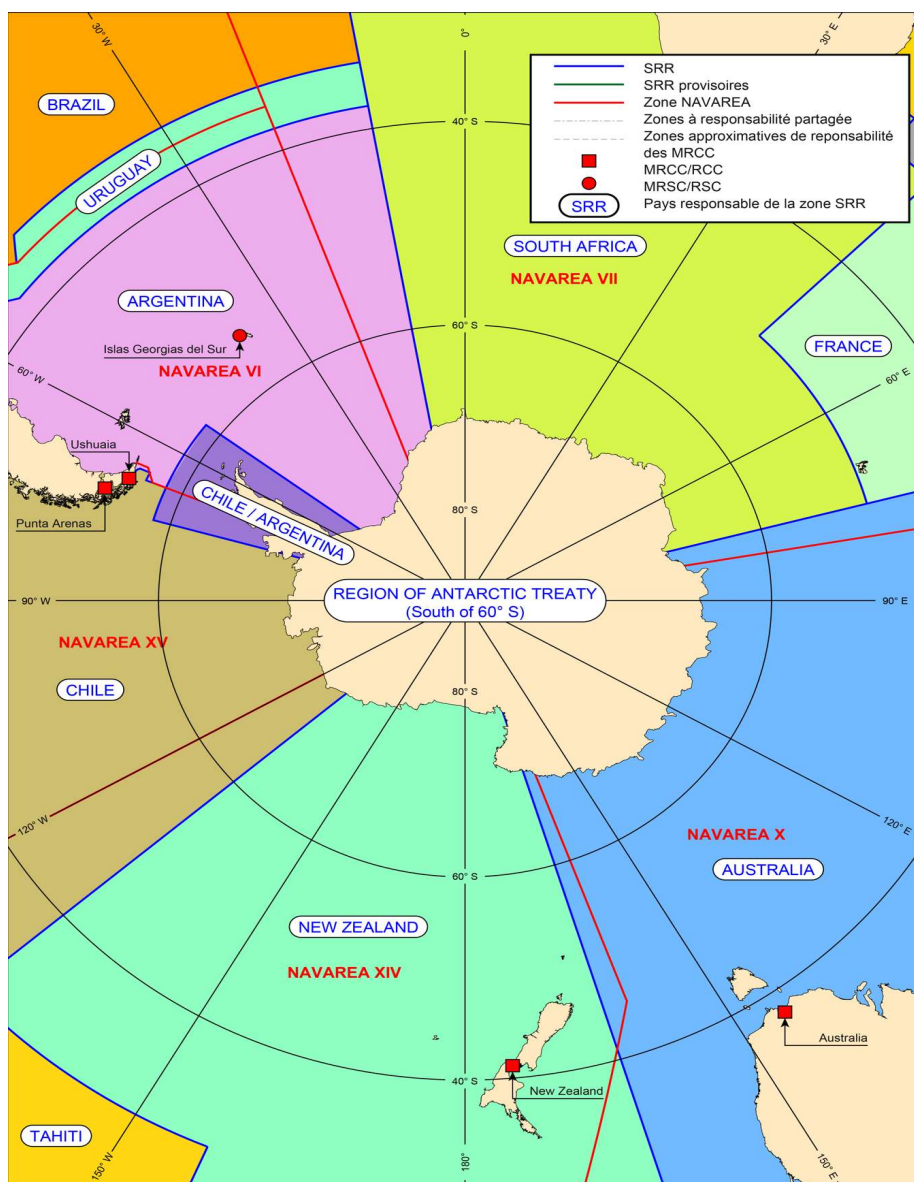 30° W
0°
30° E
BRAZIL
SRR
SRR provisoires
Zone NAVAREA
Zones à responsabilité partagée
Zones approximatives de reponsabilité
des MRCC
MRCC/RCC
MRSC/RSC
SRR
Pays responsable de la zone SRR
40° S
URUGUAY
SOUTH AFRICA
NAVAREA VII
ARGENTINA
60° S
FRANCE
Islas Georgias del Sur
NAVAREA VI
60° W
60° E
Ushuaia
Punta Arenas
CHILE / ARGENTINA
80° S
REGION OF ANTARCTIC TREATY
(South of 60° S)
90° W
90° E
NAVAREA XV
CHILE
80° S
120° W
120° E
NAVAREA X
AUSTRALIA
60° S
NEW ZEALAND
NAVAREA XIV
Australia
40° S
New Zealand
TAHITI
150° W
180°
150° E